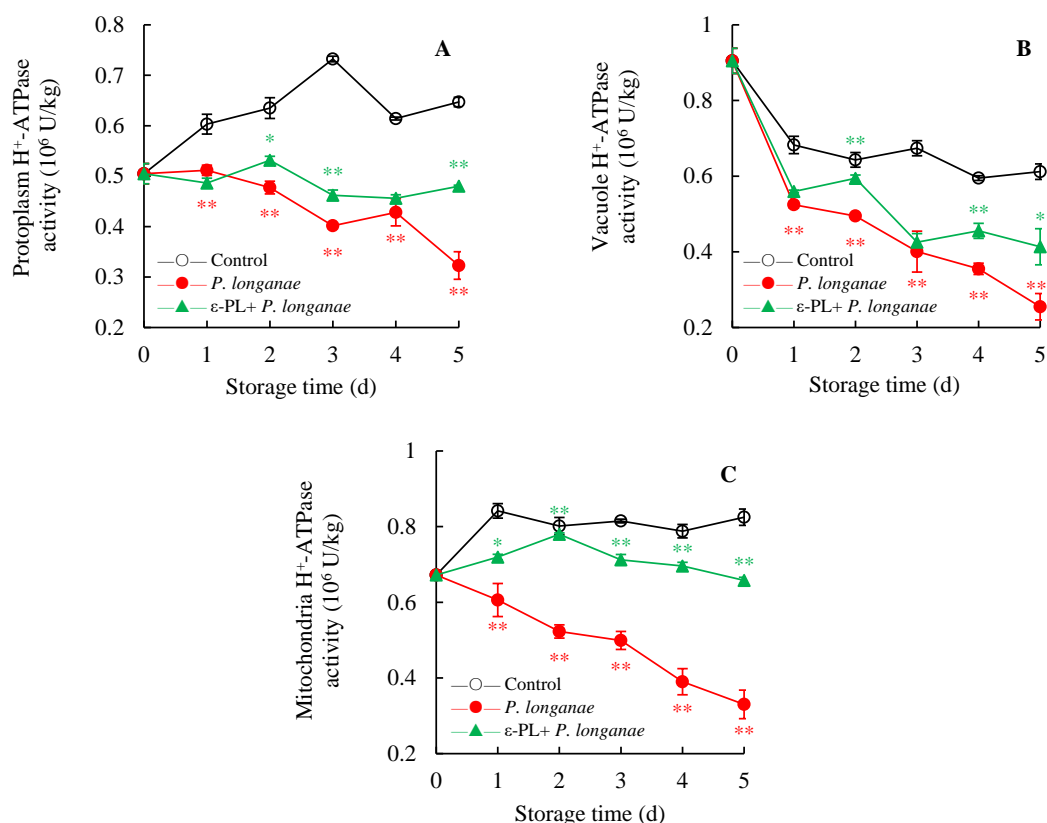 A
Protoplasm H⁺-ATPase
activity (10⁶ U/kg)
0.8
0.7
0.6
0.5
0.4
0.3
0.2
*
**
**
**
**
**
**
**
Control
P. longanae
ε-PL+ P. longanae
0 1 2 3 4 5
Storage time (d)
B
Vacuole H⁺-ATPase
activity (10⁶ U/kg)
1
0.8
0.6
0.4
0.2
**
**
*
**
**
**
**
**
Control
P. longanae
ε-PL+ P. longanae
0 1 2 3 4 5
Storage time (d)
C
Mitochondria H⁺-ATPase
activity (10⁶ U/kg)
1
0.8
0.6
0.4
0.2
*
**
**
**
**
**
**
**
**
**
Control
P. longanae
ε-PL+ P. longanae
0 1 2 3 4 5
Storage time (d)